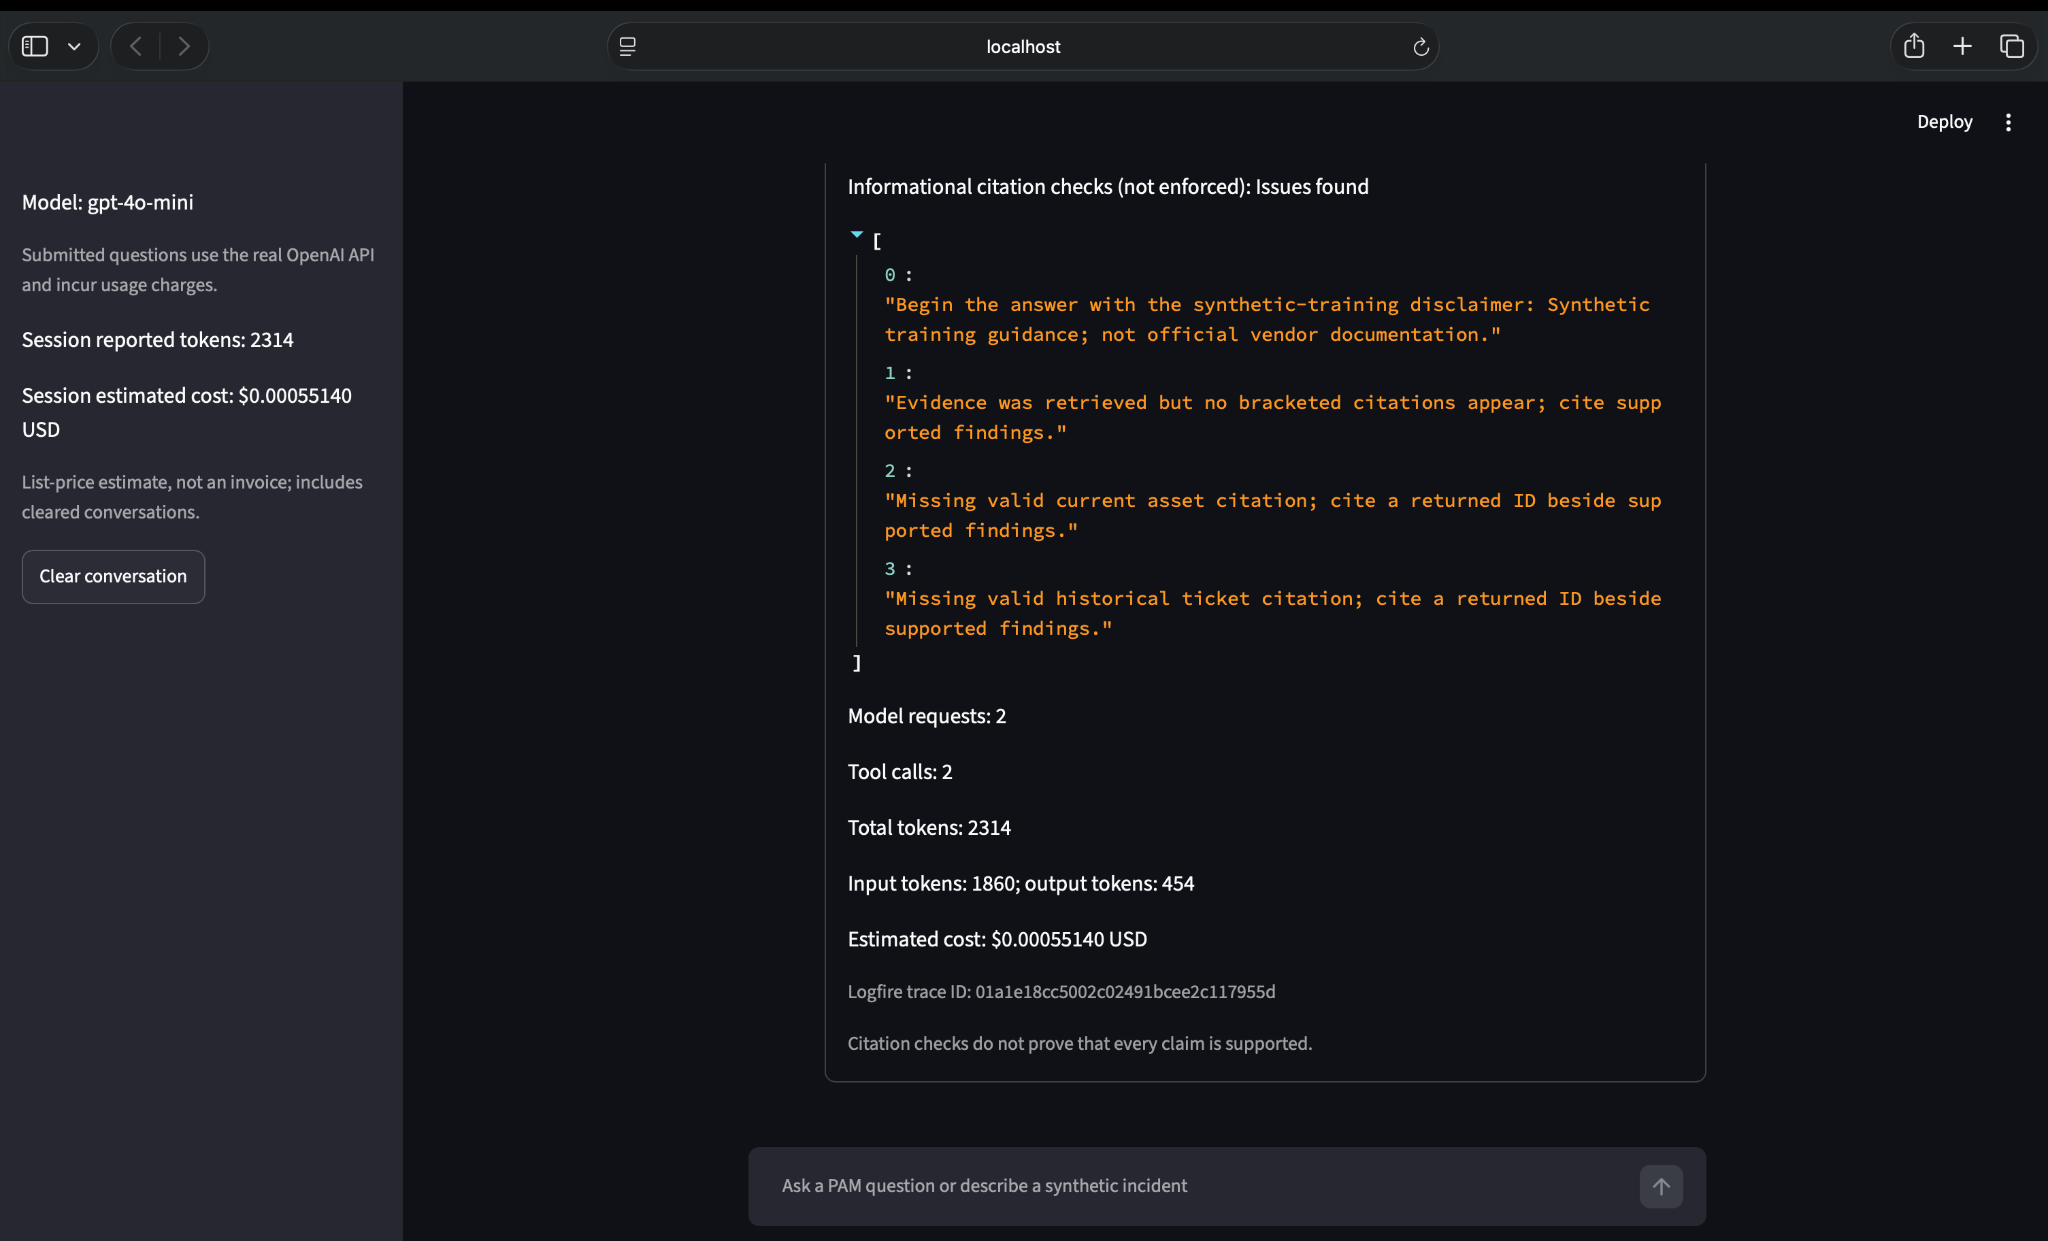 localhost
Deploy
Model: gpt-4o-mini
Submitted questions use the real OpenAI API
and incur usage charges.
Session reported tokens: 2314
Session estimated cost: $0.00055140
USD
List-price estimate, not an invoice; includes
cleared conversations.
Clear conversation
Informational citation checks (not enforced): Issues found
[
0 :
"Begin the answer with the synthetic-training disclaimer: Synthetic
training guidance; not official vendor documentation."
1 :
"Evidence was retrieved but no bracketed citations appear; cite supp
orted findings."
2 :
"Missing valid current asset citation; cite a returned ID beside sup
ported findings."
3 :
"Missing valid historical ticket citation; cite a returned ID beside
supported findings."
]
Model requests: 2
Tool calls: 2
Total tokens: 2314
Input tokens: 1860; output tokens: 454
Estimated cost: $0.00055140 USD
Logfire trace ID: 01a1e18cc5002c02491bcee2c117955d
Citation checks do not prove that every claim is supported.
Ask a PAM question or describe a synthetic incident